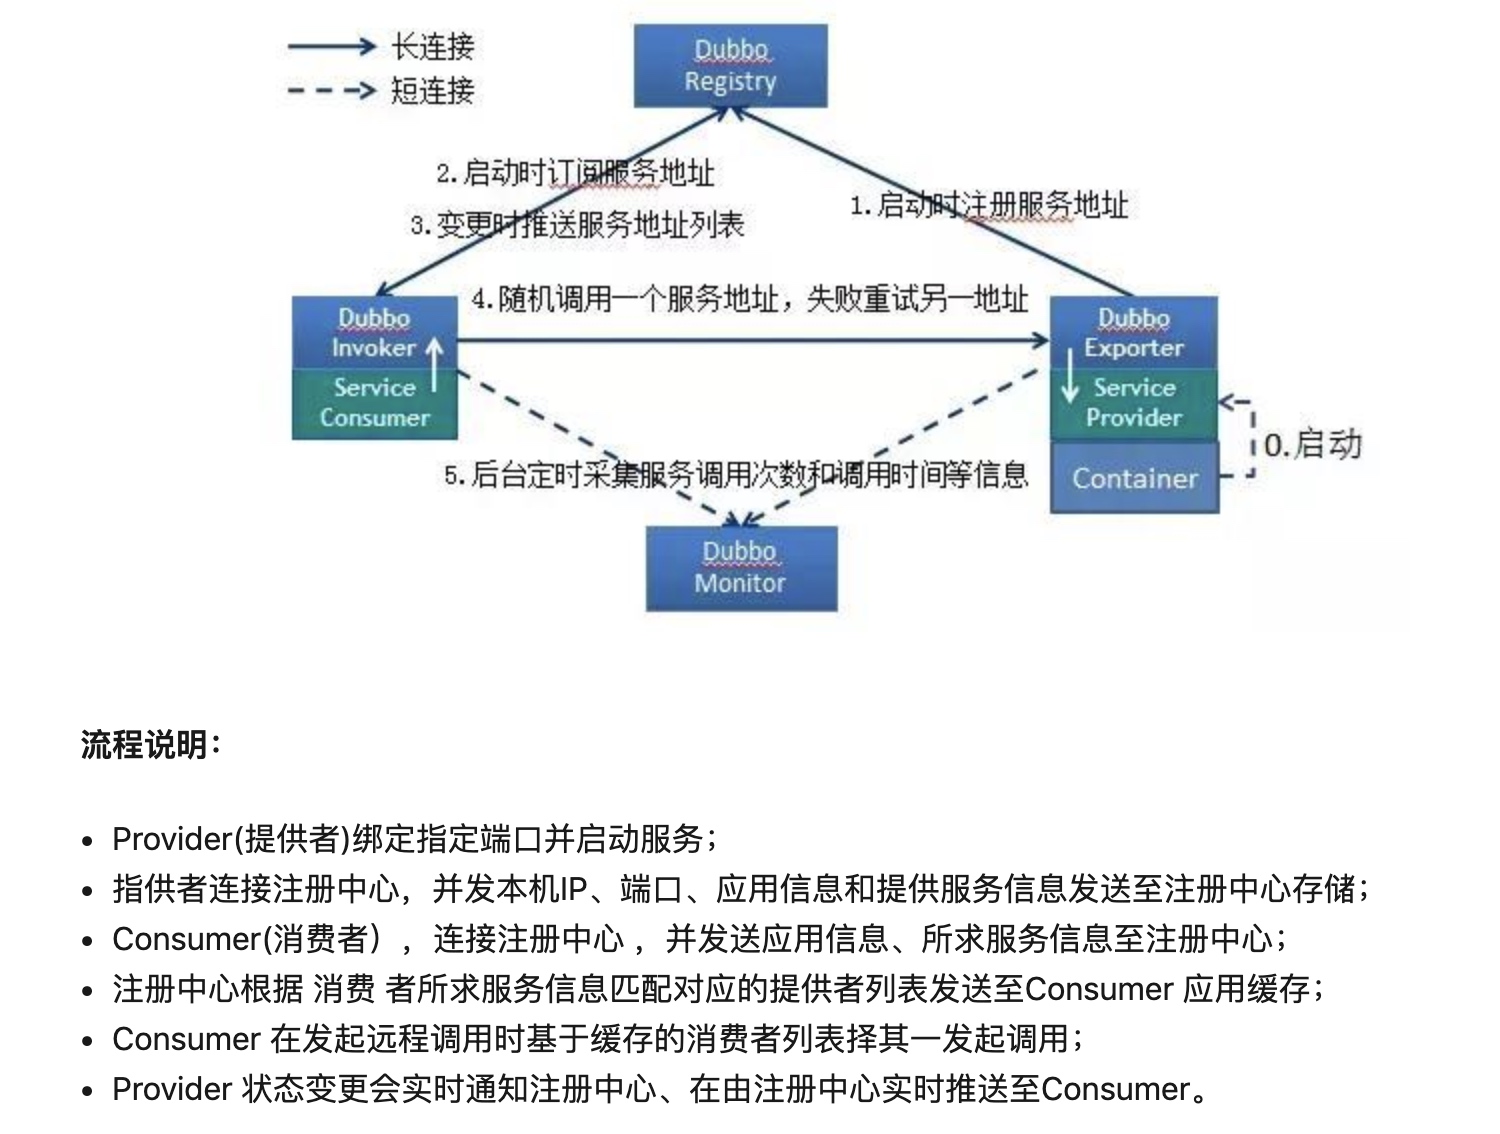 长连接
短连接
Dubbo
Registry
2.启动时订阅服务地址
1.启动时注册服务地址
3.变更时推送服务地址列表
4.随机调用一个服务地址，失败重试另一地址
Dubbo
Invoker
Service
Consumer
Dubbo
Exporter
Service
Provider
Container
0.启动
5.后台定时采集服务调用次数和调用时间等信息
Dubbo
Monitor
流程说明：
• Provider(提供者)绑定指定端口并启动服务；
• 指供者连接注册中心，并发本机IP、端口、应用信息和提供服务信息发送至注册中心存储；
• Consumer(消费者），连接注册中心 ，并发送应用信息、所求服务信息至注册中心；
• 注册中心根据 消费 者所求服务信息匹配对应的提供者列表发送至Consumer 应用缓存；
• Consumer 在发起远程调用时基于缓存的消费者列表择其一发起调用；
• Provider 状态变更会实时通知注册中心、在由注册中心实时推送至Consumer。